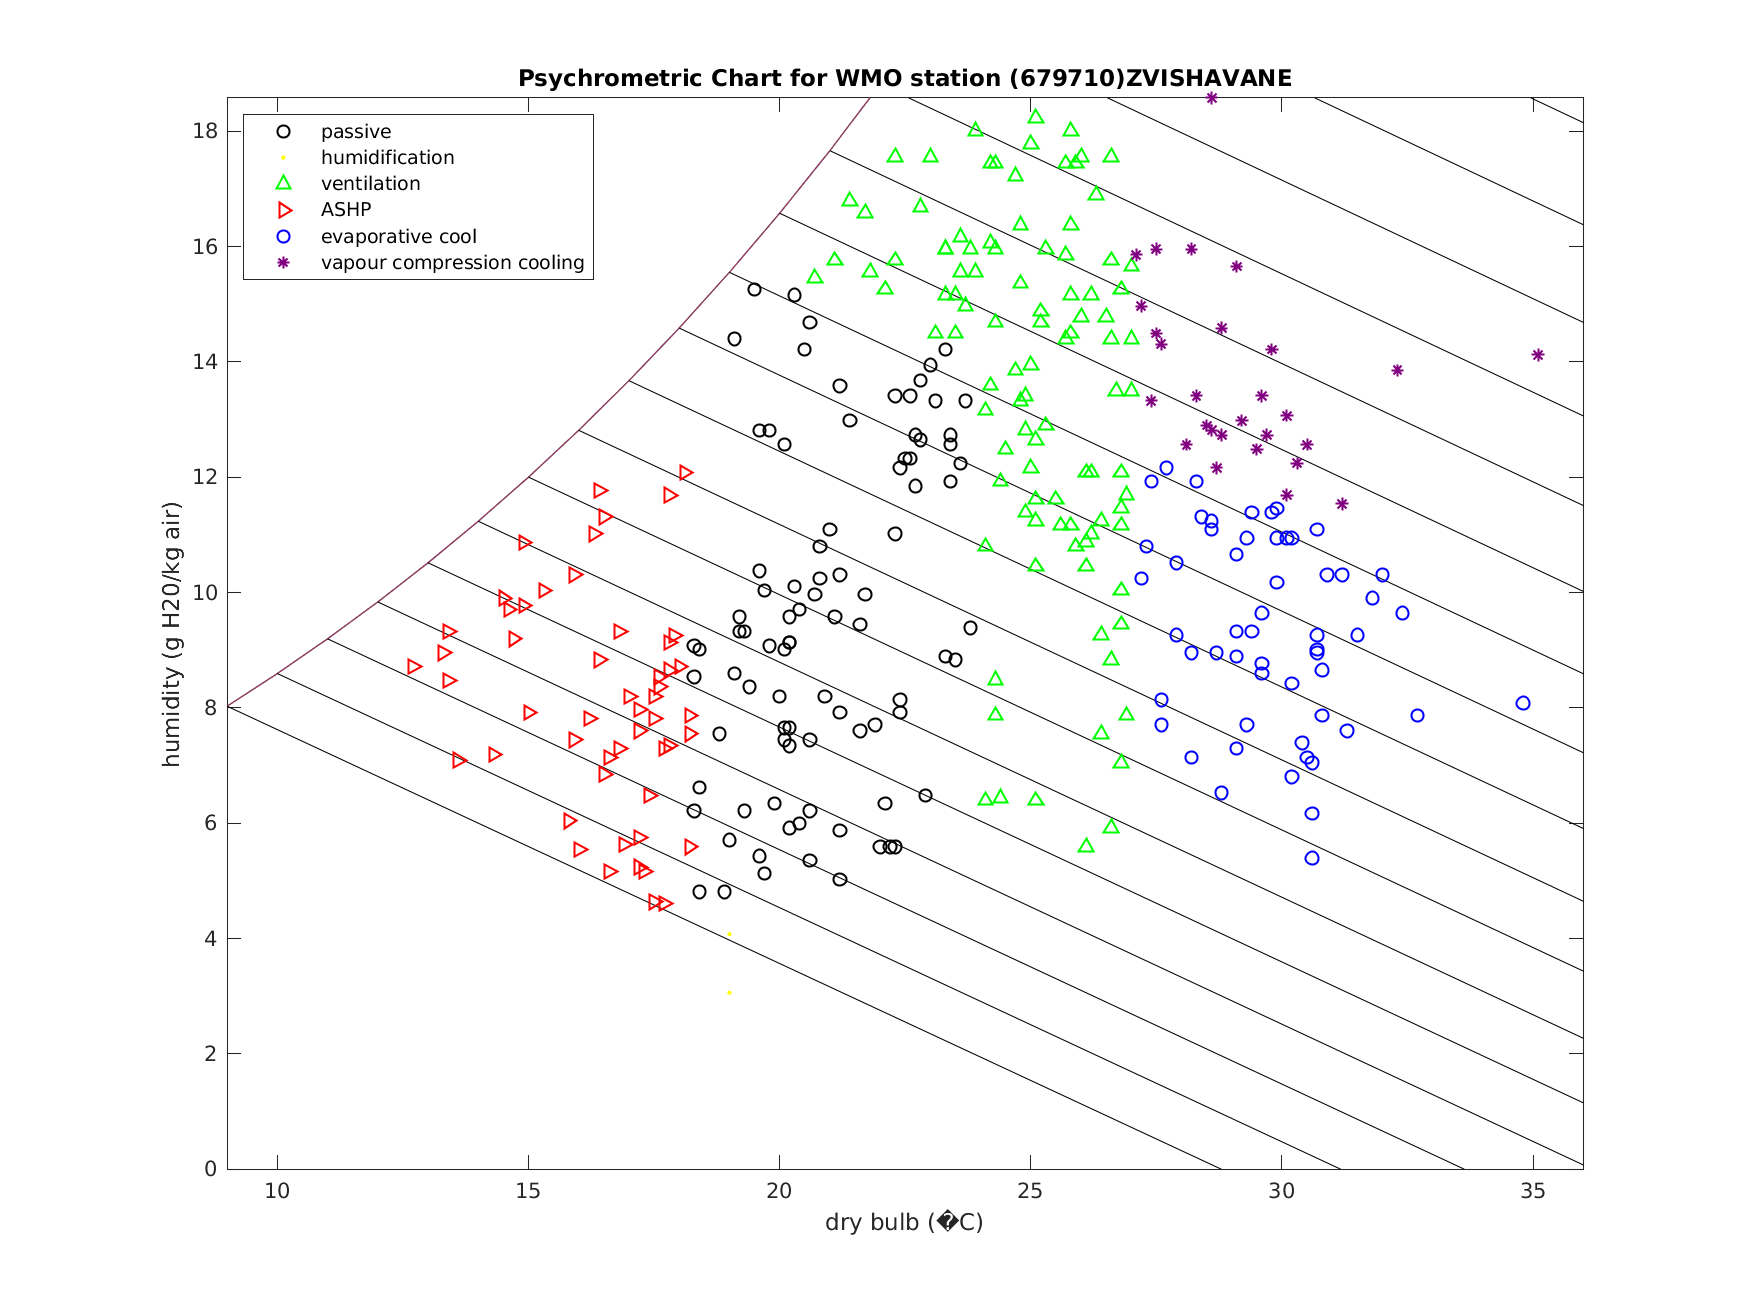 Psychrometric Chart for WMO station (679710)ZVISHAVANE
passive
humidification
ventilation
ASHP
evaporative cool
vapour compression cooling
humidity (g H20/kg air)
18
16
14
12
10
8
6
4
2
0
10 15 20 25 30 35
dry bulb (�C)